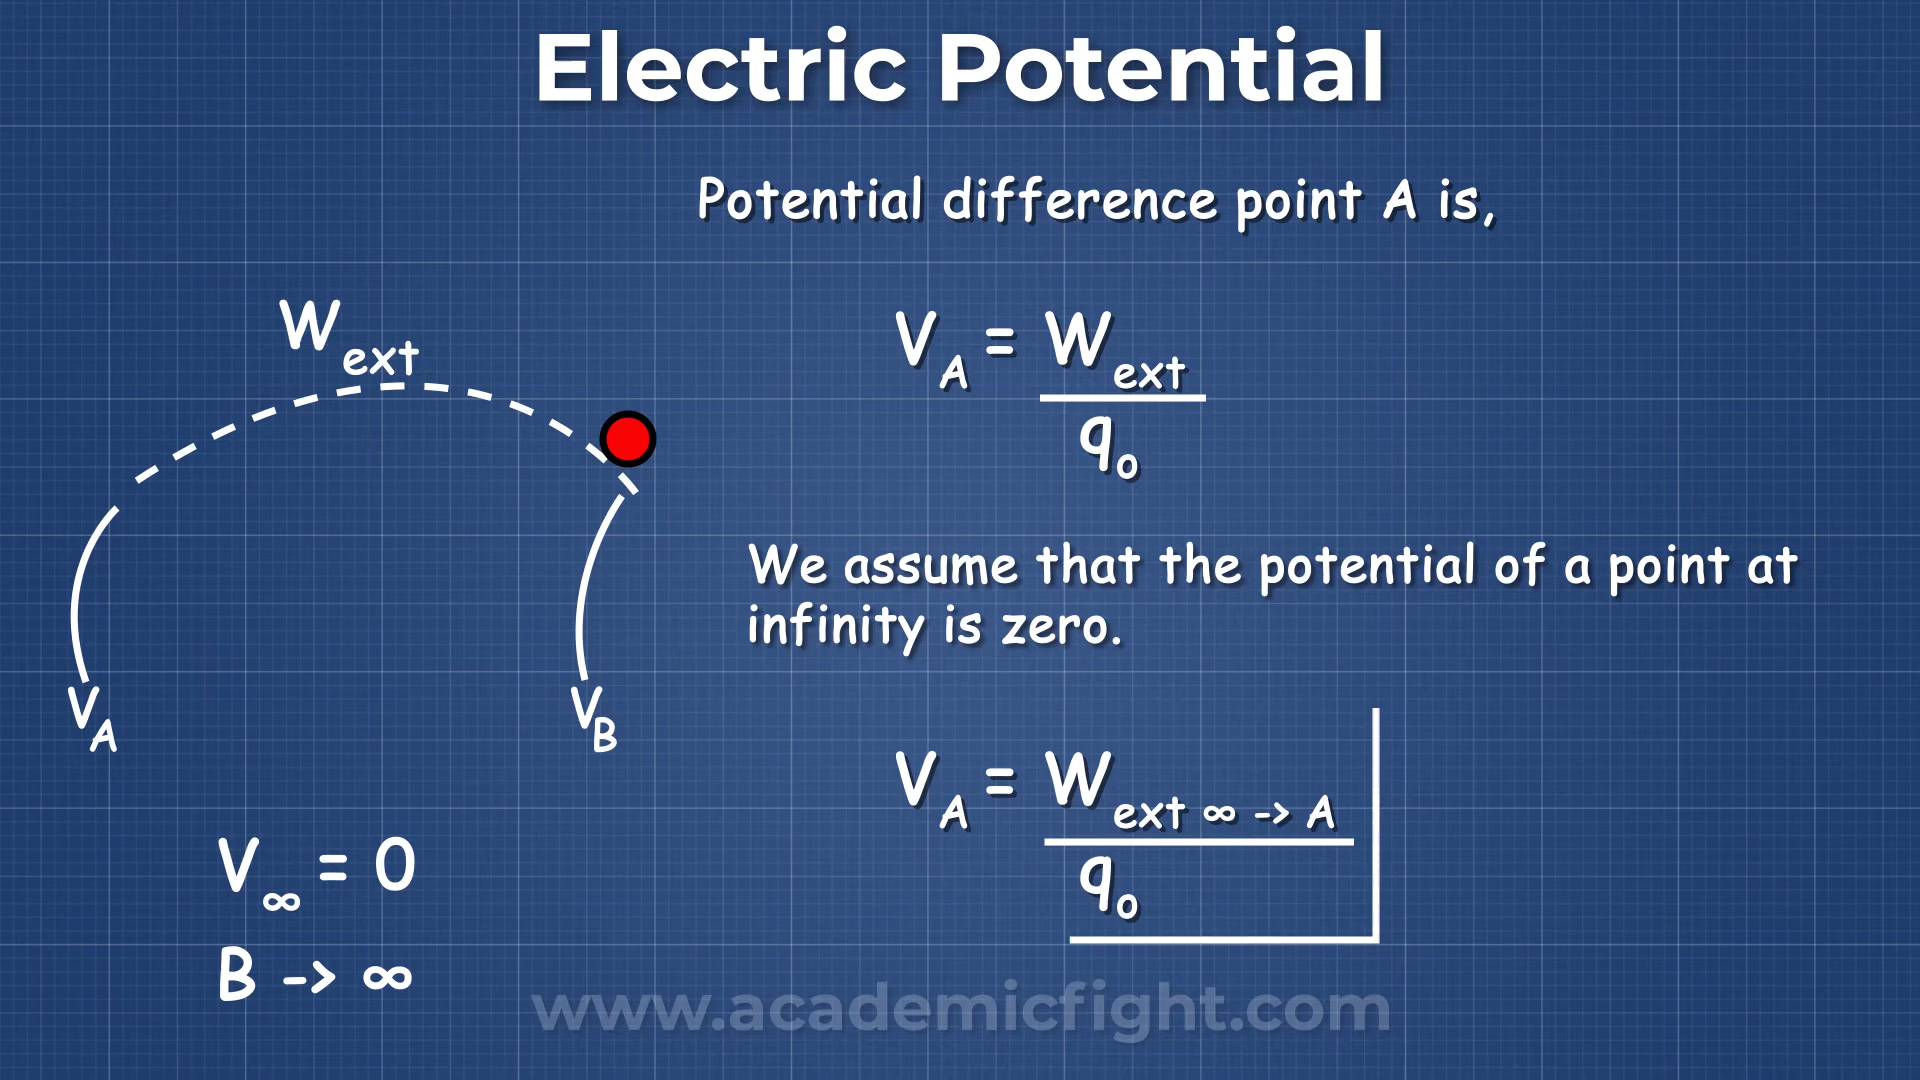 Electric Potential
Potential difference point A is,
W ext
V A = W ext
q o
We assume that the potential of a point at
infinity is zero.
V A
V B
V A = W ext ∞ -> A
q o
V ∞ = 0
B -> ∞
www.academicfight.com